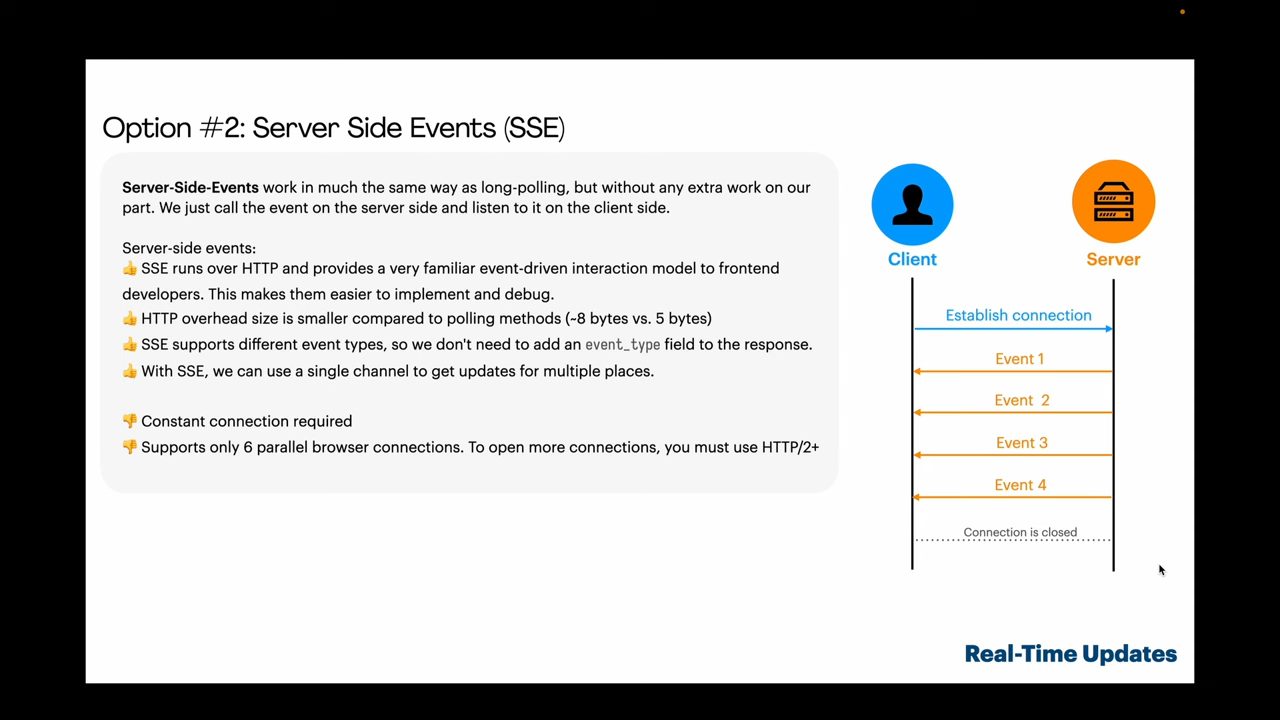 Option #2: Server Side Events (SSE)
Server-Side-Events work in much the same way as long-polling, but without any extra work on our
part. We just call the event on the server side and listen to it on the client side.
Server-side events:
👍 SSE runs over HTTP and provides a very familiar event-driven interaction model to frontend
developers. This makes them easier to implement and debug.
👍 HTTP overhead size is smaller compared to polling methods (~8 bytes vs. 5 bytes)
👍 SSE supports different event types, so we don't need to add an event_type field to the response.
👍 With SSE, we can use a single channel to get updates for multiple places.
👎 Constant connection required
👎 Supports only 6 parallel browser connections. To open more connections, you must use HTTP/2+
Client
Server
Establish connection
Event 1
Event 2
Event 3
Event 4
Connection is closed
Real-Time Updates